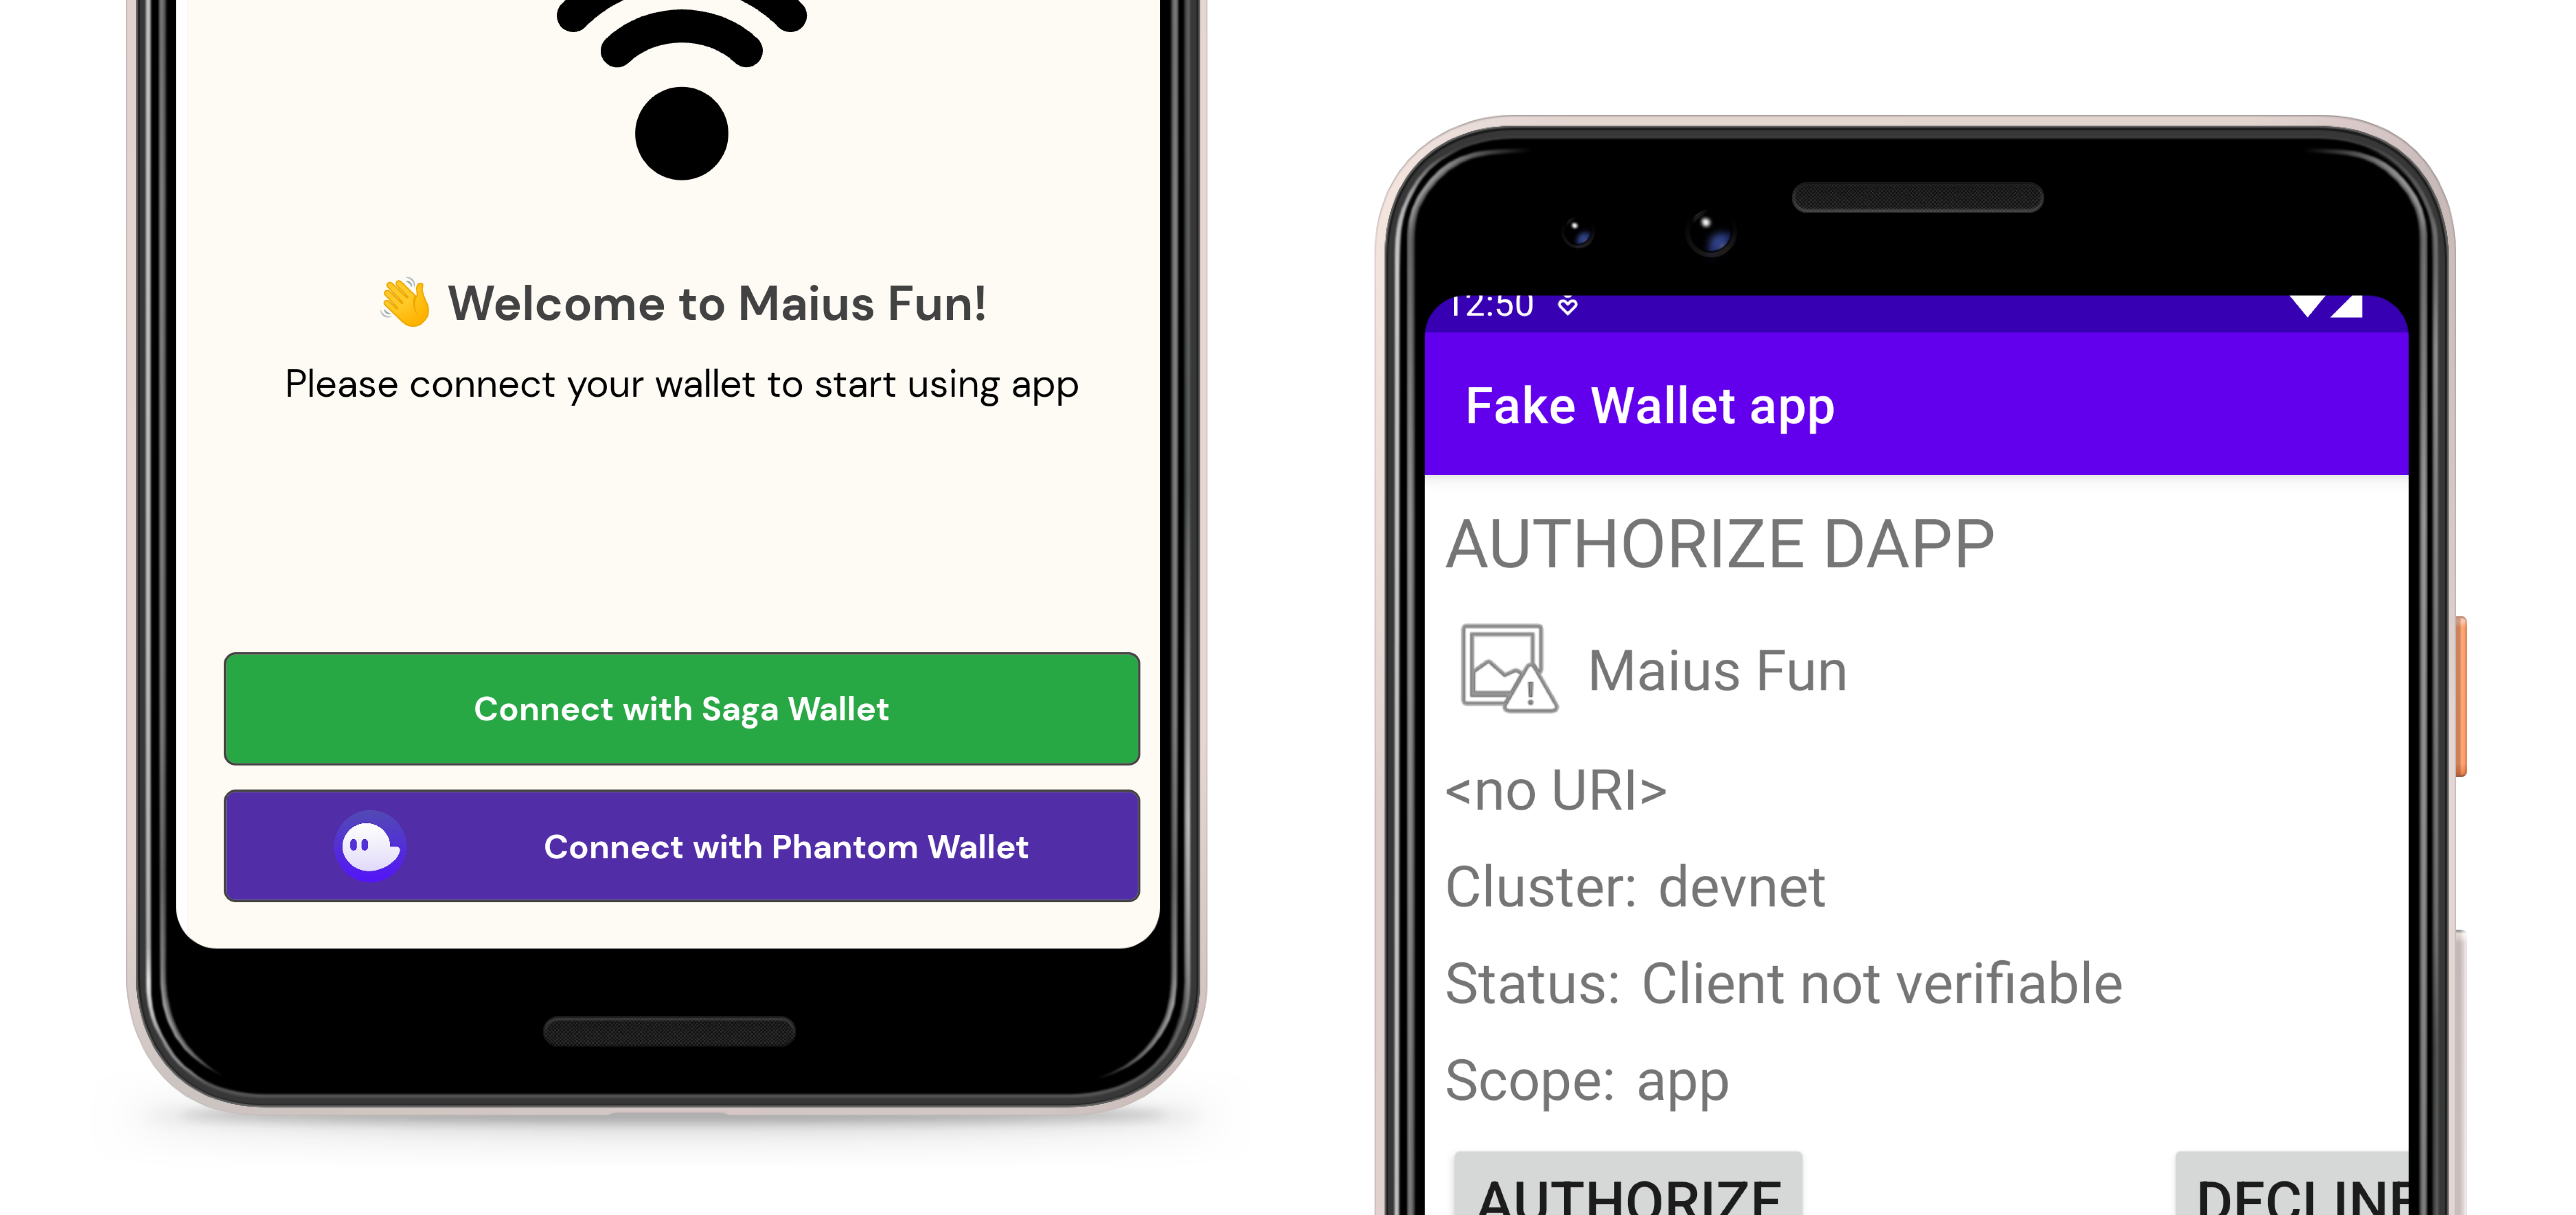 👋 Welcome to Maius Fun!
Please connect your wallet to start using app
Connect with Saga Wallet
Connect with Phantom Wallet
12:50
Fake Wallet app
AUTHORIZE DAPP
Maius Fun
<no URI>
Cluster: devnet
Status: Client not verifiable
Scope: app
AUTHORIZE
DECLINE